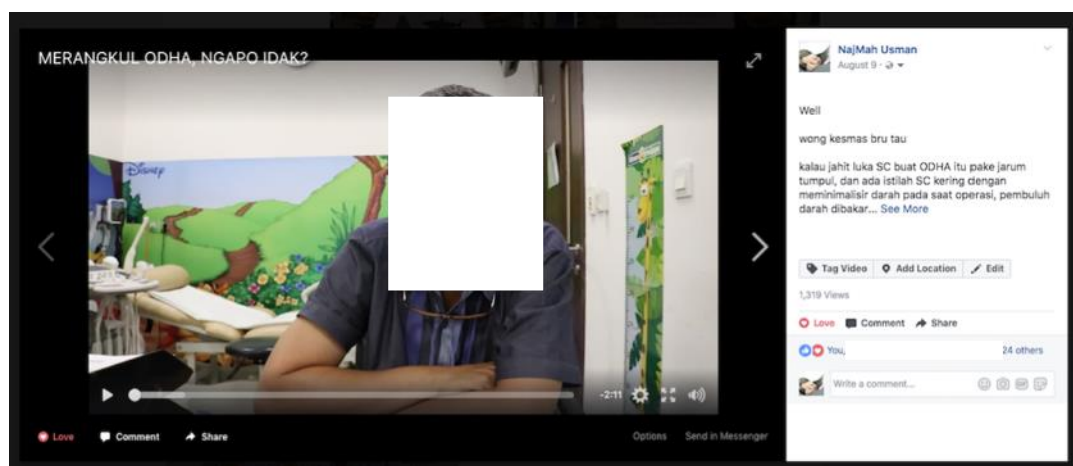 MERANGKUL ODHA, NGAPO IDAK?
Disney
-2:11
Love Comment Share
Options Send in Messenger
NajMah Usman
August 9
Well
wong kesmas bru tau
kalau jahit luka SC buat ODHA itu pake jarum
tumpul, dan ada istilah SC kering dengan
meminimalisir darah pada saat operasi, pembuluh
darah dibakar... See More
Tag Video Add Location Edit
1,319 Views
Love Comment Share
You, 24 others
Write a comment...